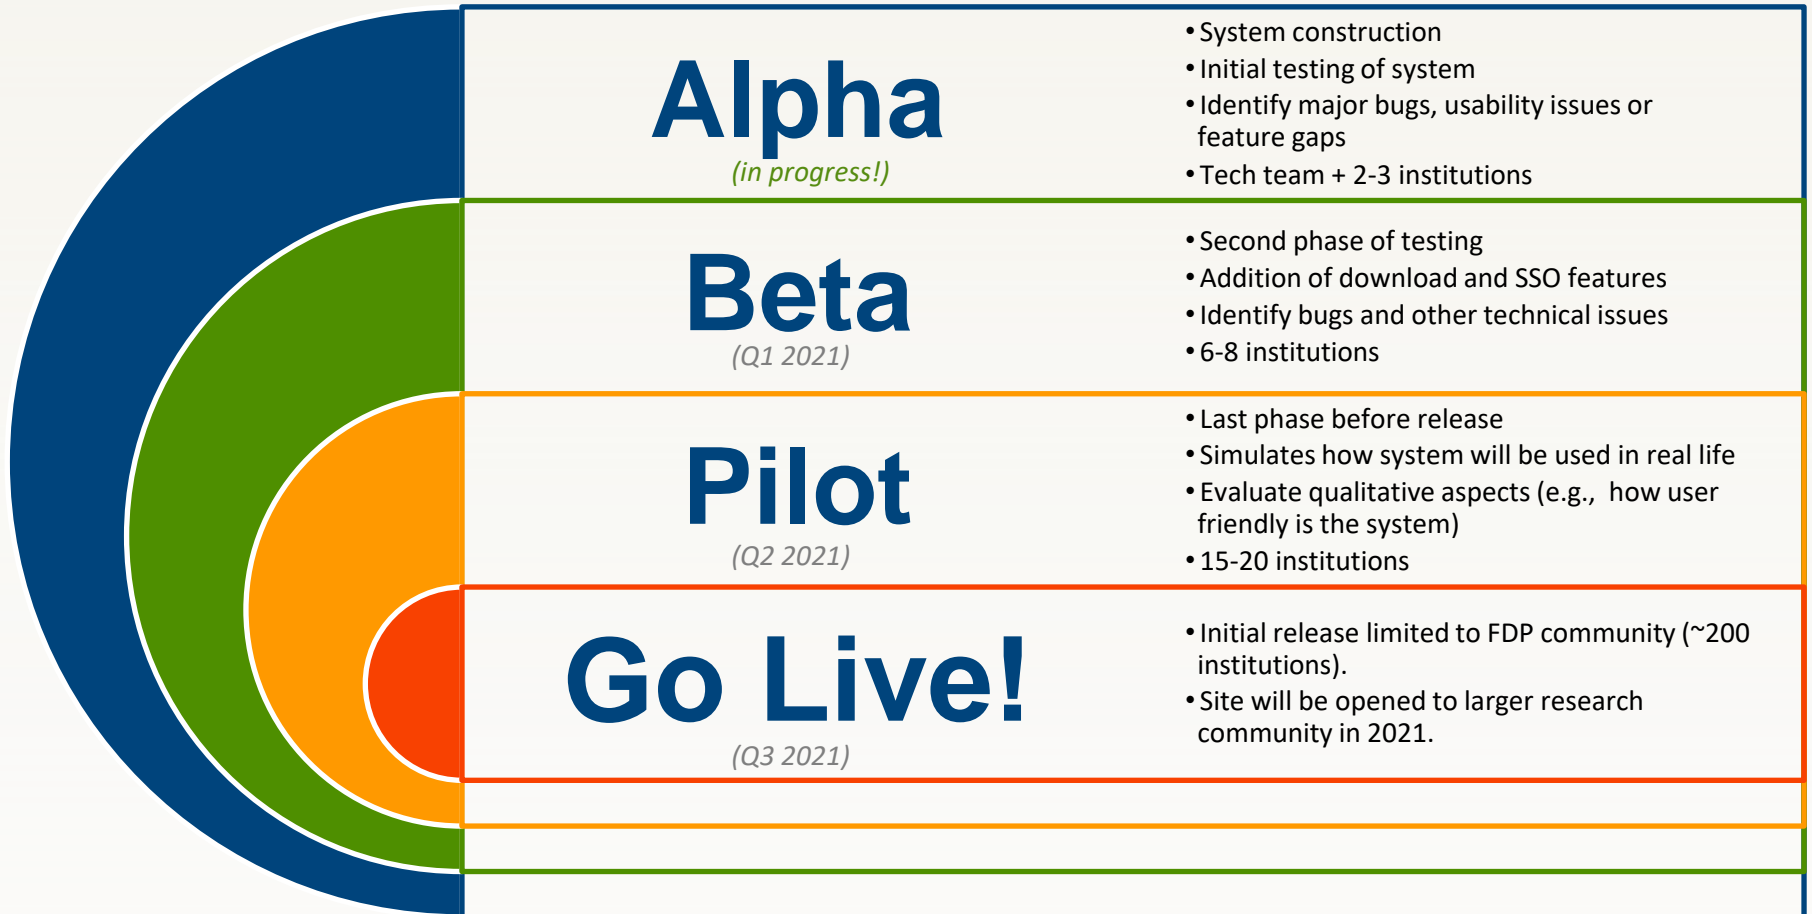 Alpha
(in progress!)
• System construction
• Initial testing of system
• Identify major bugs, usability issues or
feature gaps
• Tech team + 2-3 institutions
Beta
(Q1 2021)
• Second phase of testing
• Addition of download and SSO features
• Identify bugs and other technical issues
• 6-8 institutions
Pilot
(Q2 2021)
• Last phase before release
• Simulates how system will be used in real life
• Evaluate qualitative aspects (e.g.,  how user
friendly is the system)
• 15-20 institutions
Go Live!
(Q3 2021)
• Initial release limited to FDP community (~200
institutions).
• Site will be opened to larger research
community in 2021.